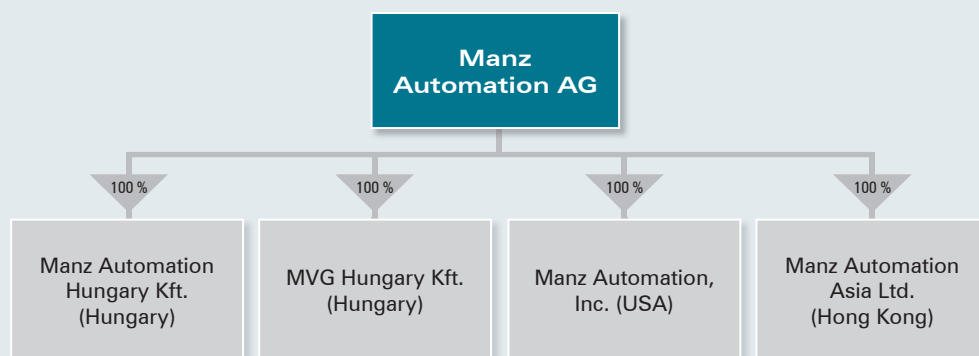 Manz
Automation AG
100 %
100 %
100 %
100 %
Manz Automation
Hungary Kft.
(Hungary)
MVG Hungary Kft.
(Hungary)
Manz Automation,
Inc. (USA)
Manz Automation
Asia Ltd.
(Hong Kong)